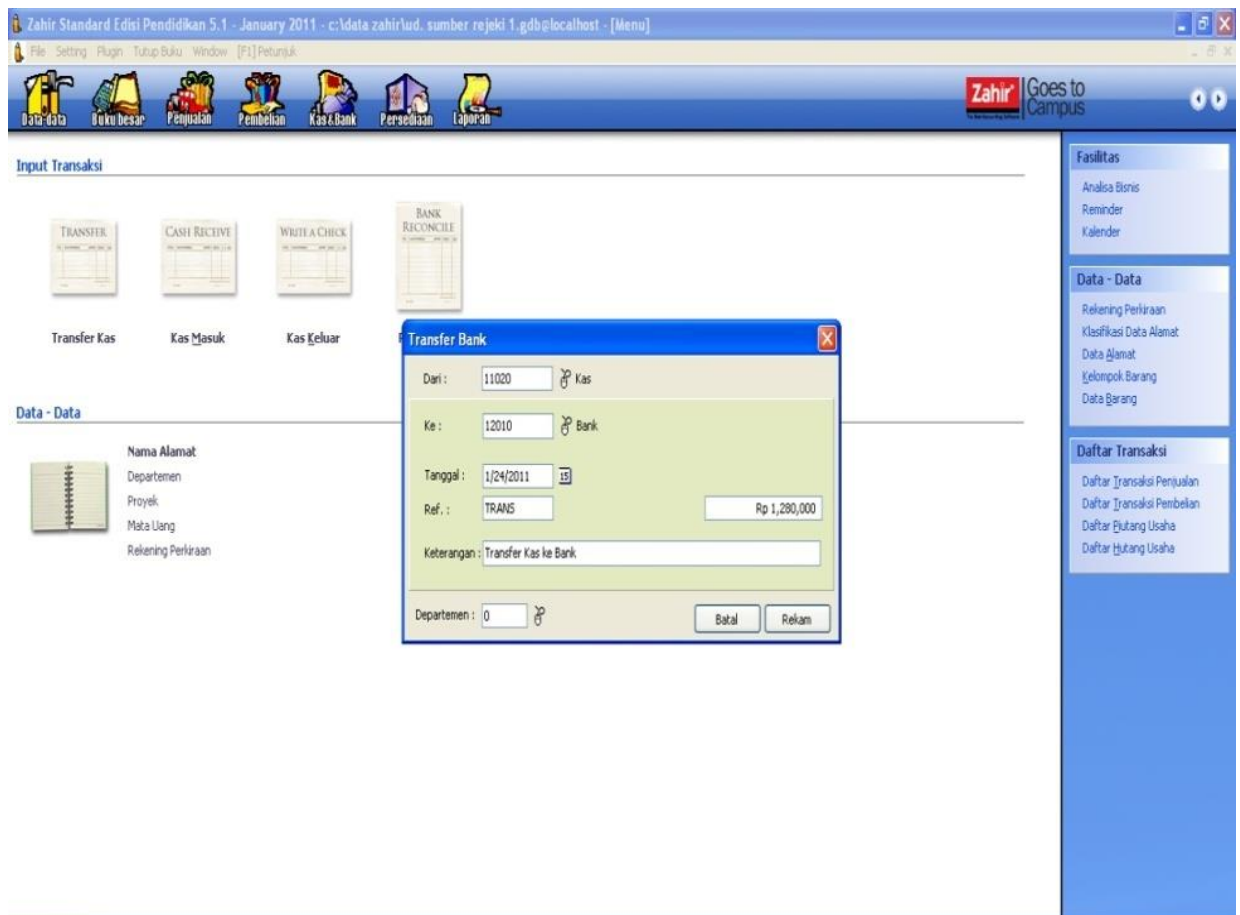 Zahir Standard Edisi Pendidikan 5.1 - January 2011 - c:\data zahir\ud. sumber rejeki 1.gdb@localhost - [Menu]
File Setting Plugin Tutup Buku Window [F1] Petunjuk
Data-data Buku besar Penjualan Pembelian Kas & Bank Persediaan Laporan
Zahir Goes to
Campus
Input Transaksi
TRANSFER
CASH RECEIVE
WRITE A CHECK
BANK
RECONCILE
Transfer Kas Kas Masuk Kas Keluar
Data - Data
Nama Alamat
Departemen
Proyek
Mata Uang
Rekening Perkiraan
Transfer Bank
Dari : 11020 Kas
Ke : 12010 Bank
Tanggal : 1/24/2011 15
Ref. : TRANS Rp 1,280,000
Keterangan : Transfer Kas ke Bank
Departemen : 0 Batal Rekam
Fasilitas
Analisa Bisnis
Reminder
Kalender
Data - Data
Rekening Perkiraan
Klasifikasi Data Alamat
Data Alamat
Kelompok Barang
Data Barang
Daftar Transaksi
Daftar Transaksi Penjualan
Daftar Transaksi Pembelian
Daftar Piutang Usaha
Daftar Hutang Usaha